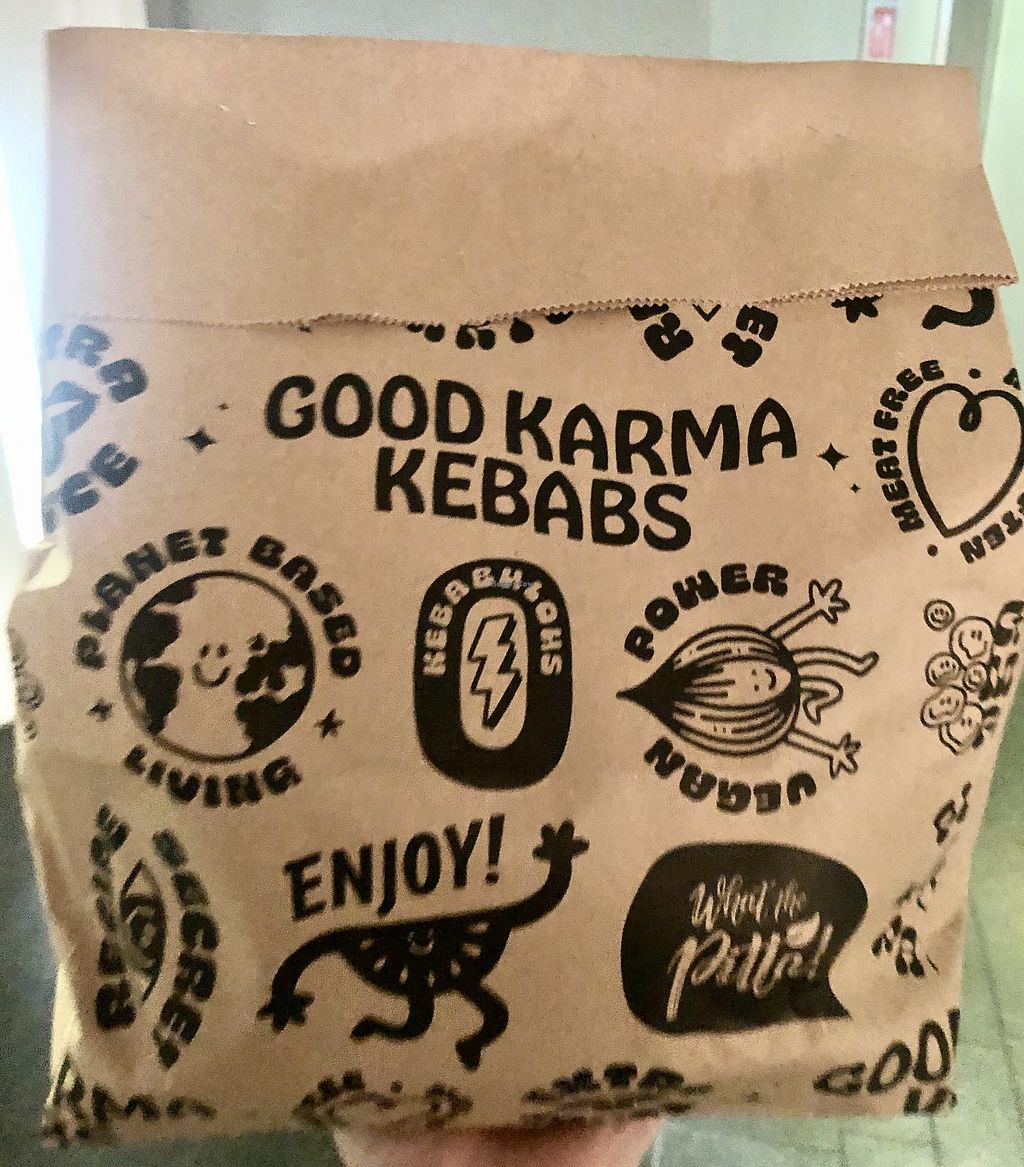 GOOD KARMA
KEBABS
MEAT FREE
PLANET BASED
LIVING
KEBABULOUS
POWER
VEGAN
ENJOY!
What the
Pitta!